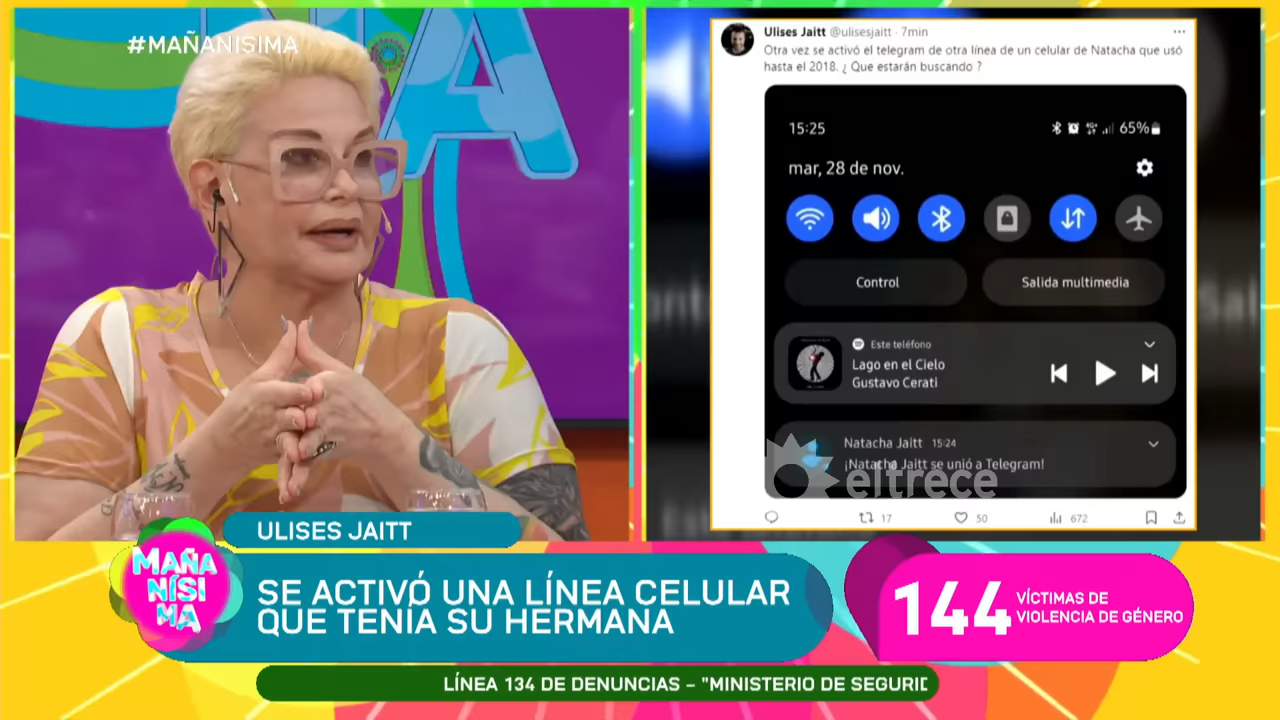 #MAÑANISIMA
Ulises Jaitt @ulisesjaitt · 7min
Otra vez se activó el telegram de otra línea de un celular de Natacha que usó
hasta el 2018. ¿ Que estarán buscando ?
15:25
65%
mar, 28 de nov.
Control
Salida multimedia
Este teléfono
Lago en el Cielo
Gustavo Cerati
Natacha Jaitt 15:24
¡Natacha Jaitt se unió a Telegram!
eltrece
17 50 672
MAÑA
NÍSI
MA
ULISES JAITT
SE ACTIVÓ UNA LÍNEA CELULAR
QUE TENÍA SU HERMANA
144 VÍCTIMAS DE
VIOLENCIA DE GÉNERO
LÍNEA 134 DE DENUNCIAS – "MINISTERIO DE SEGURID